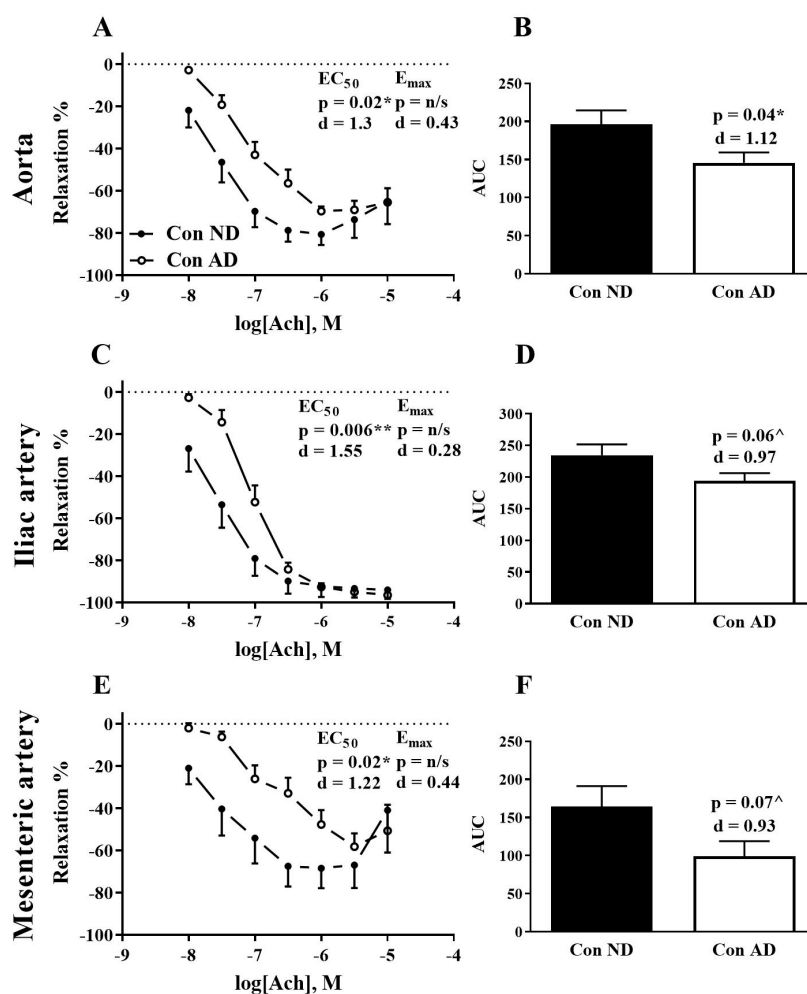 A
Aorta
Relaxation %
0
-20
-40
-60
-80
-100
EC50 Emax
p = 0.02* p = n/s
d = 1.3 d = 0.43
Con ND
Con AD
-9 -8 -7 -6 -5 -4
log[Ach], M
B
AUC
250
200
150
100
50
0
p = 0.04*
d = 1.12
Con ND Con AD
C
Iliac artery
Relaxation %
0
-20
-40
-60
-80
-100
EC50 Emax
p = 0.006** p = n/s
d = 1.55 d = 0.28
-9 -8 -7 -6 -5 -4
log[Ach], M
D
AUC
300
250
200
150
100
50
0
p = 0.06^
d = 0.97
Con ND Con AD
E
Mesenteric artery
Relaxation %
0
-20
-40
-60
-80
-100
EC50 Emax
p = 0.02* p = n/s
d = 1.22 d = 0.44
-9 -8 -7 -6 -5 -4
log[Ach], M
F
AUC
250
200
150
100
50
0
p = 0.07^
d = 0.93
Con ND Con AD